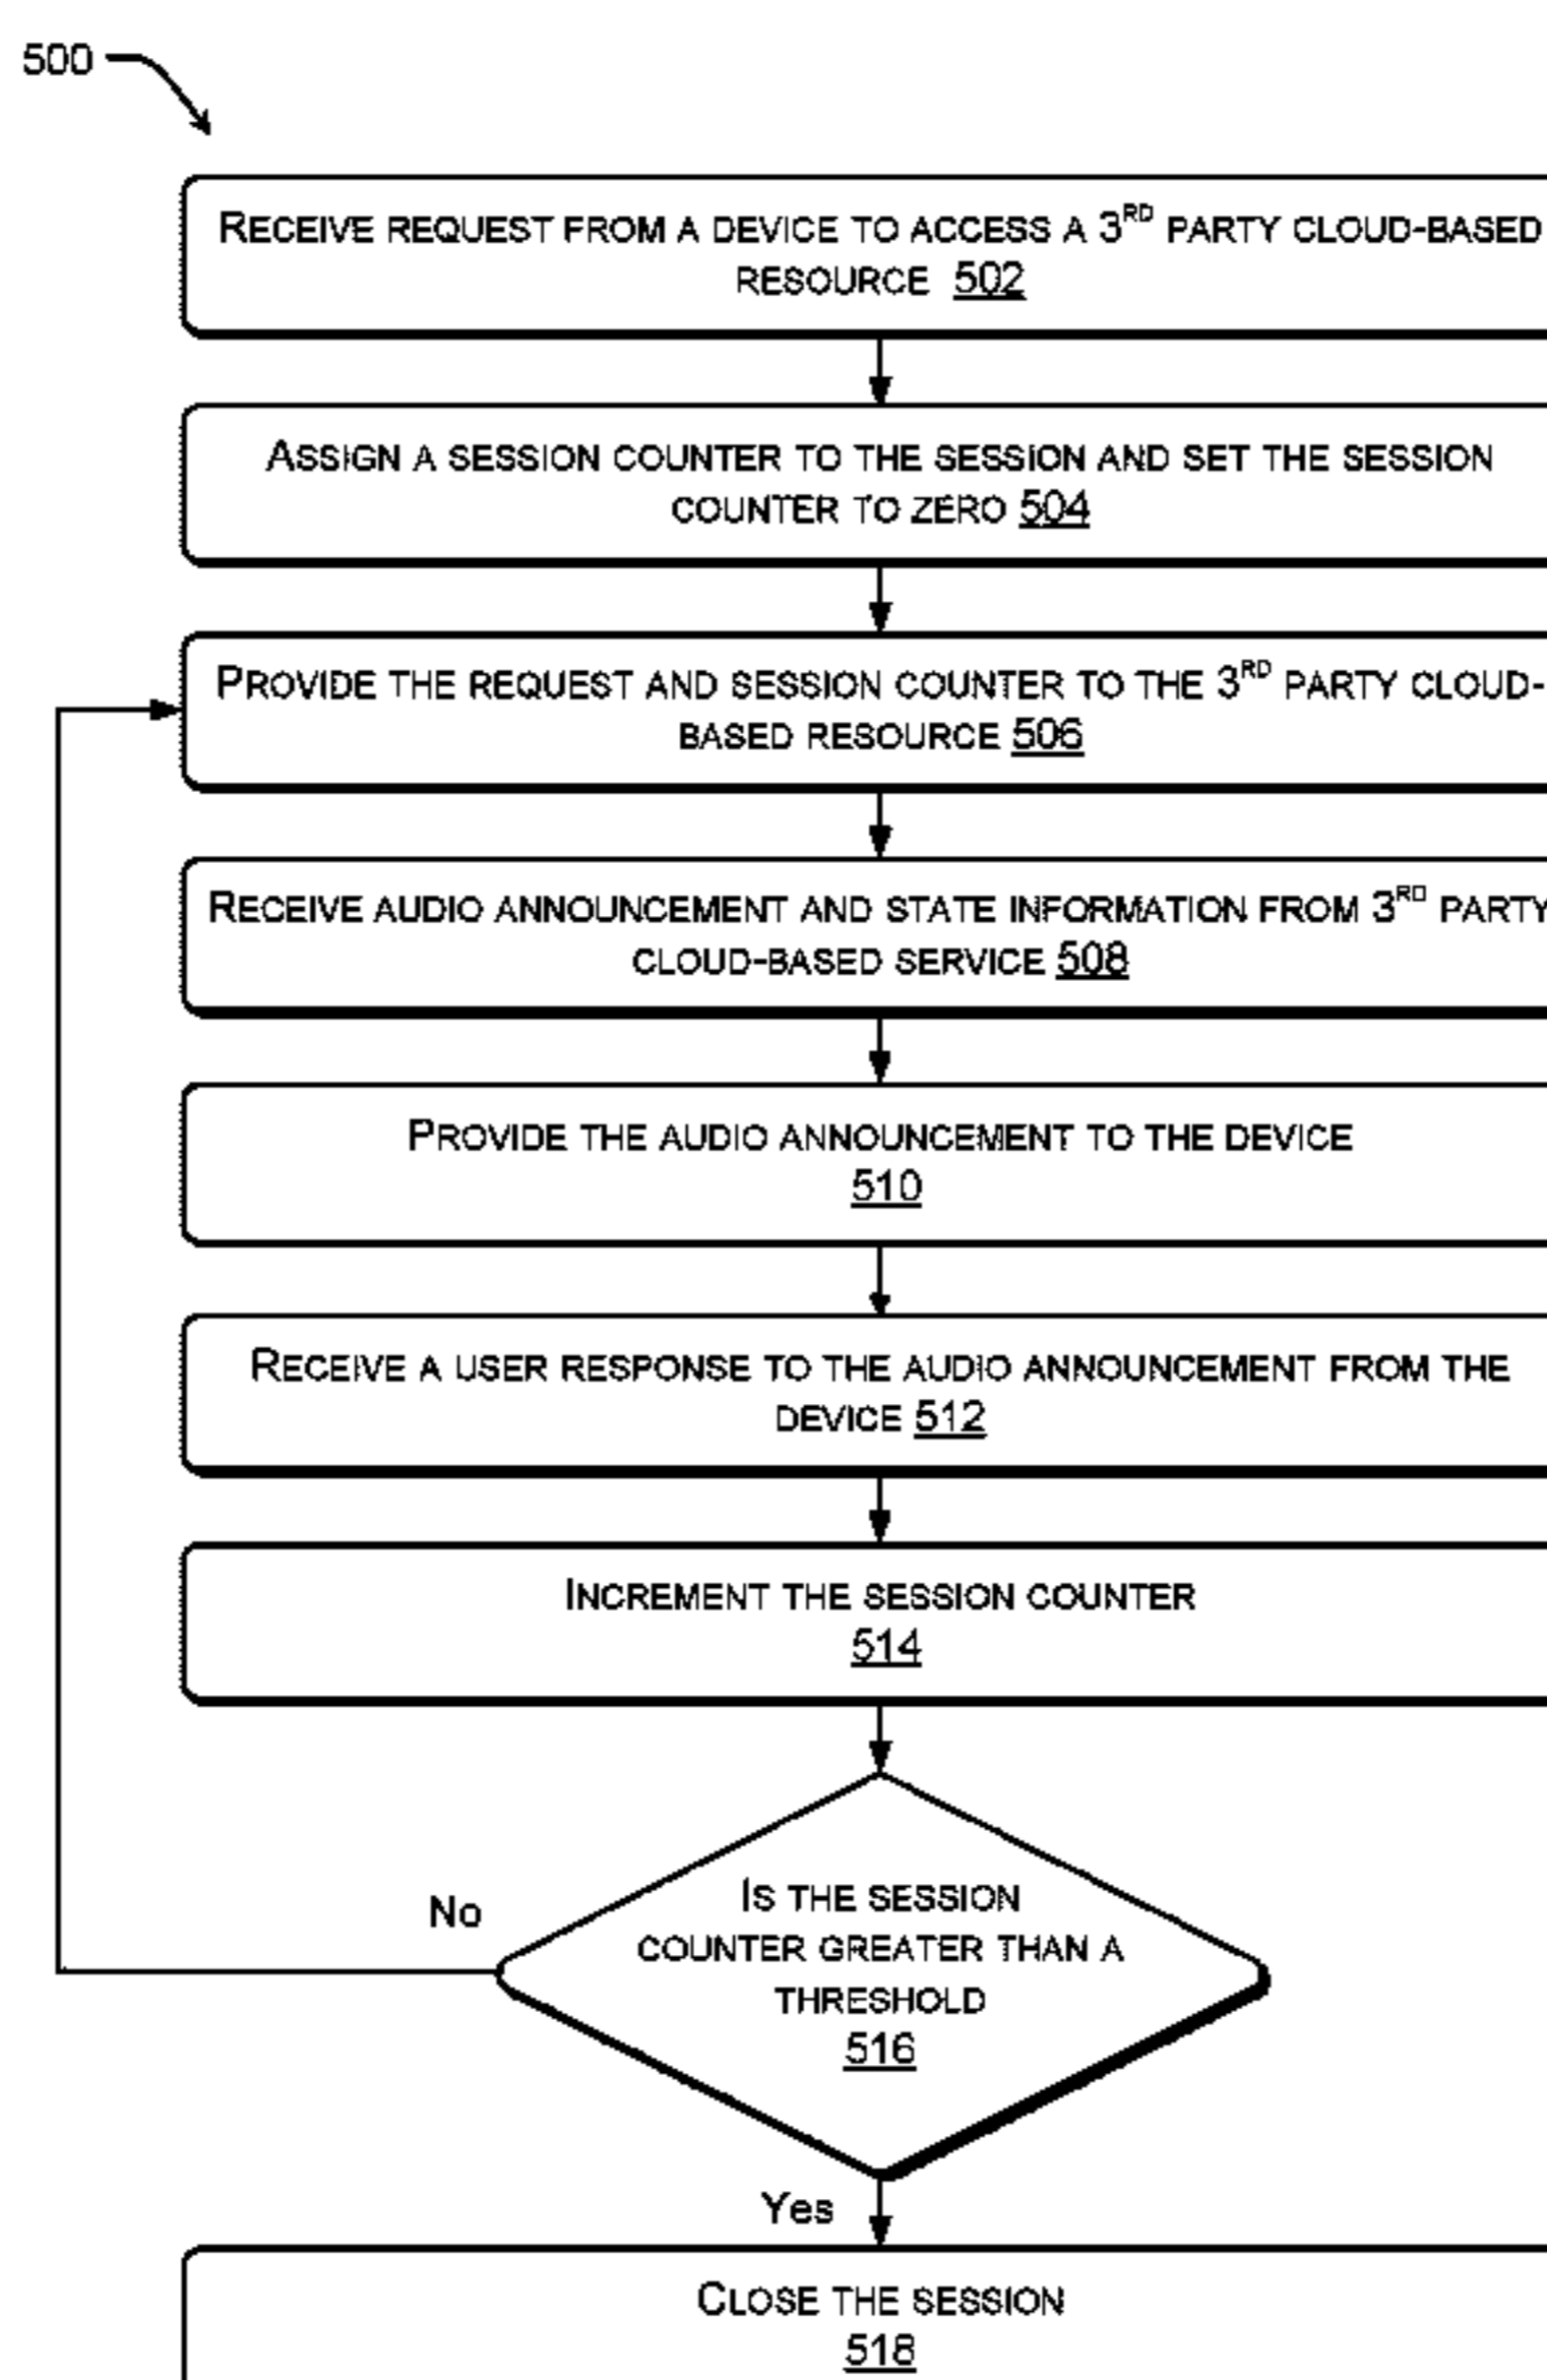 500
RECEIVE REQUEST FROM A DEVICE TO ACCESS A 3RD PARTY CLOUD-BASED
RESOURCE 502
ASSIGN A SESSION COUNTER TO THE SESSION AND SET THE SESSION
COUNTER TO ZERO 504
PROVIDE THE REQUEST AND SESSION COUNTER TO THE 3RD PARTY CLOUD-
BASED RESOURCE 506
RECEIVE AUDIO ANNOUNCEMENT AND STATE INFORMATION FROM 3RD PARTY
CLOUD-BASED SERVICE 508
PROVIDE THE AUDIO ANNOUNCEMENT TO THE DEVICE
510
RECEIVE A USER RESPONSE TO THE AUDIO ANNOUNCEMENT FROM THE
DEVICE 512
INCREMENT THE SESSION COUNTER
514
No
IS THE SESSION
COUNTER GREATER THAN A
THRESHOLD
516
Yes
CLOSE THE SESSION
518